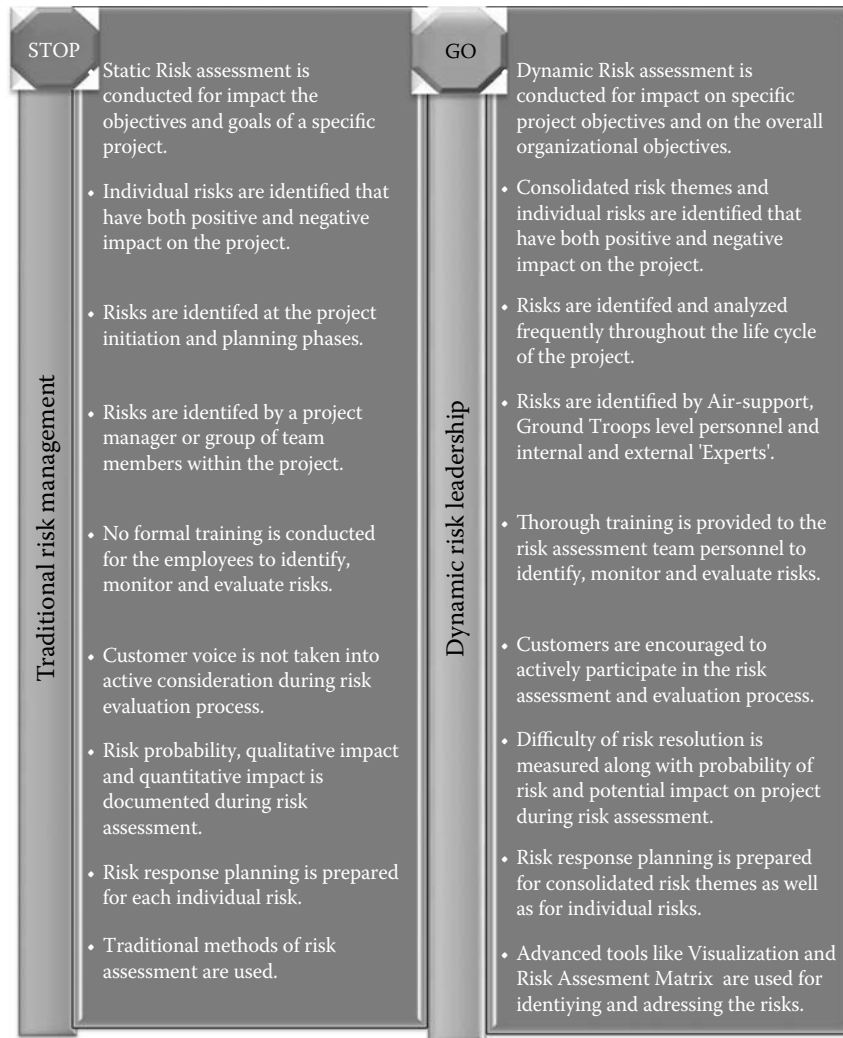 STOP
Traditional risk management
• Static Risk assessment is
conducted for impact the
objectives and goals of a specific
project.
• Individual risks are identified that
have both positive and negative
impact on the project.
• Risks are identifed at the project
initiation and planning phases.
• Risks are identifed by a project
manager or group of team
members within the project.
• No formal training is conducted
for the employees to identify,
monitor and evaluate risks.
• Customer voice is not taken into
active consideration during risk
evaluation process.
• Risk probability, qualitative impact
and quantitative impact is
documented during risk
assessment.
• Risk response planning is prepared
for each individual risk.
• Traditional methods of risk
assessment are used.
GO
Dynamic risk leadership
• Dynamic Risk assessment is
conducted for impact on specific
project objectives and on the overall
organizational objectives.
• Consolidated risk themes and
individual risks are identified that
have both positive and negative
impact on the project.
• Risks are identifed and analyzed
frequently throughout the life cycle
of the project.
• Risks are identified by Air-support,
Ground Troops level personnel and
internal and external 'Experts'.
• Thorough training is provided to the
risk assessment team personnel to
identify, monitor and evaluate risks.
• Customers are encouraged to
actively participate in the risk
assessment and evaluation process.
• Difficulty of risk resolution is
measured along with probability of
risk and potential impact on project
during risk assessment.
• Risk response planning is prepared
for consolidated risk themes as well
as for individual risks.
• Advanced tools like Visualization and
Risk Assesment Matrix are used for
identiying and adressing the risks.